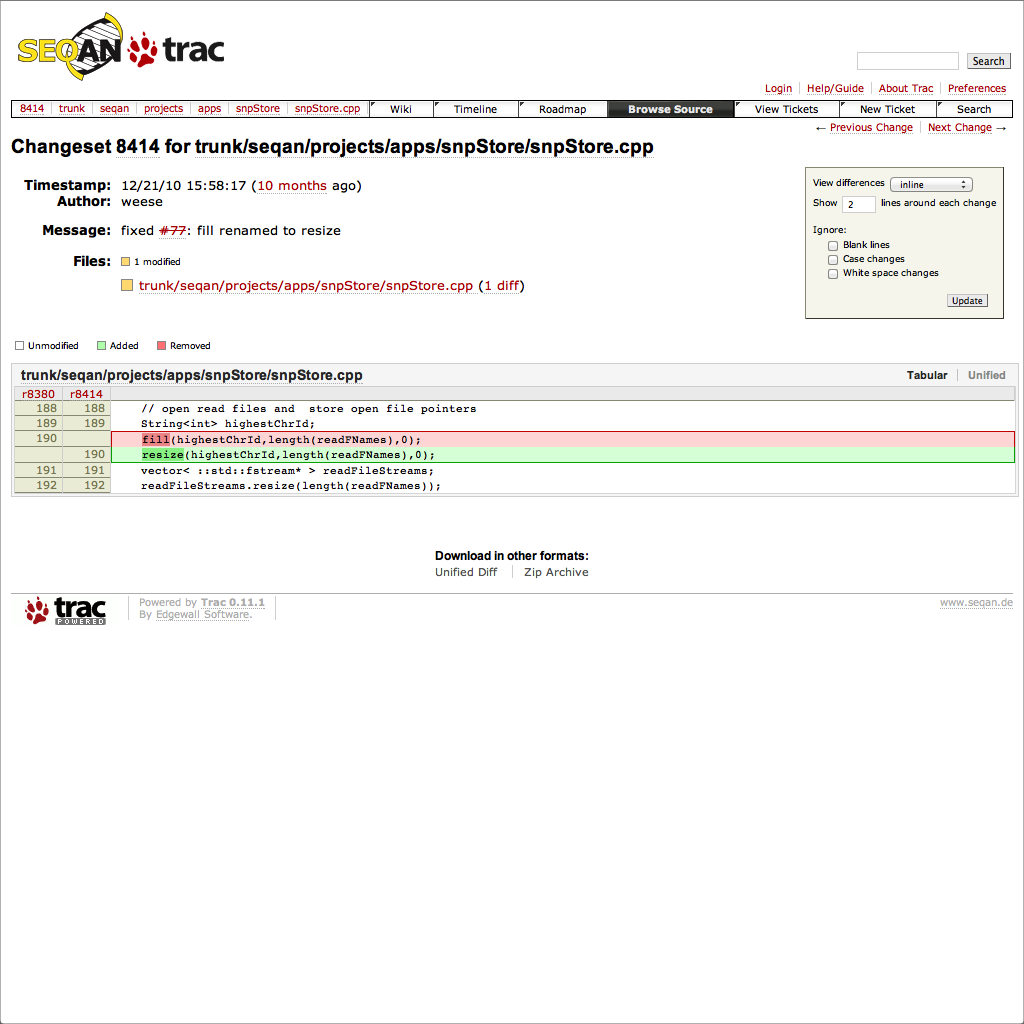 SEQAN trac
Search
Login Help/Guide About Trac Preferences
8414 trunk seqan projects apps snpStore snpStore.cpp Wiki Timeline Roadmap Browse Source View Tickets New Ticket Search
← Previous Change Next Change →
Changeset 8414 for trunk/seqan/projects/apps/snpStore/snpStore.cpp
Timestamp: 12/21/10 15:58:17 (10 months ago)
Author: weese
Message: fixed #77: fill renamed to resize
Files: 1 modified
trunk/seqan/projects/apps/snpStore/snpStore.cpp (1 diff)
View differences inline
Show 2 lines around each change
Ignore:
Blank lines
Case changes
White space changes
Update
Unmodified Added Removed
trunk/seqan/projects/apps/snpStore/snpStore.cpp Tabular Unified
r8380 r8414
188 188 // open read files and  store open file pointers
189 189 String<int> highestChrId;
190 fill(highestChrId,length(readFNames),0);
190 resize(highestChrId,length(readFNames),0);
191 191 vector< ::std::fstream* > readFileStreams;
192 192 readFileStreams.resize(length(readFNames));
Download in other formats:
Unified Diff Zip Archive
trac POWERED
Powered by Trac 0.11.1
By Edgewall Software.
www.seqan.de